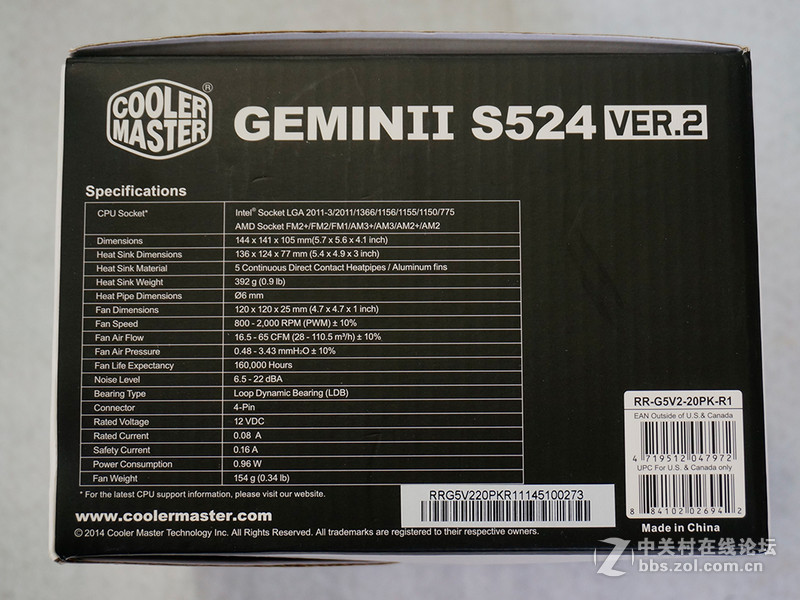 COOLER MASTER ®
GEMINII S524 VER.2
Specifications
CPU Socket* Intel® Socket LGA 2011-3/2011/1366/1156/1155/1150/775
AMD Socket FM2+/FM2/FM1/AM3+/AM3/AM2+/AM2
Dimensions 144 x 141 x 105 mm(5.7 x 5.6 x 4.1 inch)
Heat Sink Dimensions 136 x 124 x 77 mm (5.4 x 4.9 x 3 inch)
Heat Sink Material 5 Continuous Direct Contact Heatpipes / Aluminum fins
Heat Sink Weight 392 g (0.9 lb)
Heat Pipe Dimensions Ø6 mm
Fan Dimensions 120 x 120 x 25 mm (4.7 x 4.7 x 1 inch)
Fan Speed 800 - 2,000 RPM (PWM) ± 10%
Fan Air Flow 16.5 - 65 CFM (28 - 110.5 m³/h) ± 10%
Fan Air Pressure 0.48 - 3.43 mmH₂O ± 10%
Fan Life Expectancy 160,000 Hours
Noise Level 6.5 - 22 dBA
Bearing Type Loop Dynamic Bearing (LDB)
Connector 4-Pin
Rated Voltage 12 VDC
Rated Current 0.08 A
Safety Current 0.16 A
Power Consumption 0.96 W
Fan Weight 154 g (0.34 lb)
* For the latest CPU support information, please visit our website.
www.coolermaster.com
© 2014 Cooler Master Technology Inc. All Rights Reserved. All trademarks are registered to their respective owners.
RRG5V220PKR11145100273
RR-G5V2-20PK-R1
EAN Outside of U.S.& Canada
4 719512 047972
UPC For U.S. & Canada only
8 84102 02694 2
Made in China
Z 中关村在线论坛
bbs.zol.com.cn